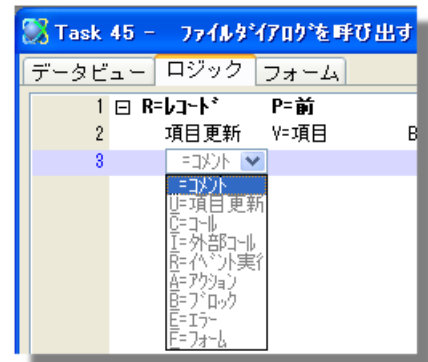 Task 45 - ﾌｧｲﾙﾀﾞｲｱﾛｸﾞを呼び出す
データビュー ロジック フォーム
1 R=ﾚｺｰﾄﾞ P=前
2 項目更新 V=項目 B
3 =ｺﾒﾝﾄ
=ｺﾒﾝﾄ
U=項目更新
C=ｺｰﾙ
I=外部ｺｰﾙ
R=ｲﾍﾞﾝﾄ実行
A=ｱｸｼｮﾝ
B=ﾌﾞﾛｯｸ
E=ｴﾗｰ
F=ﾌｫｰﾑ